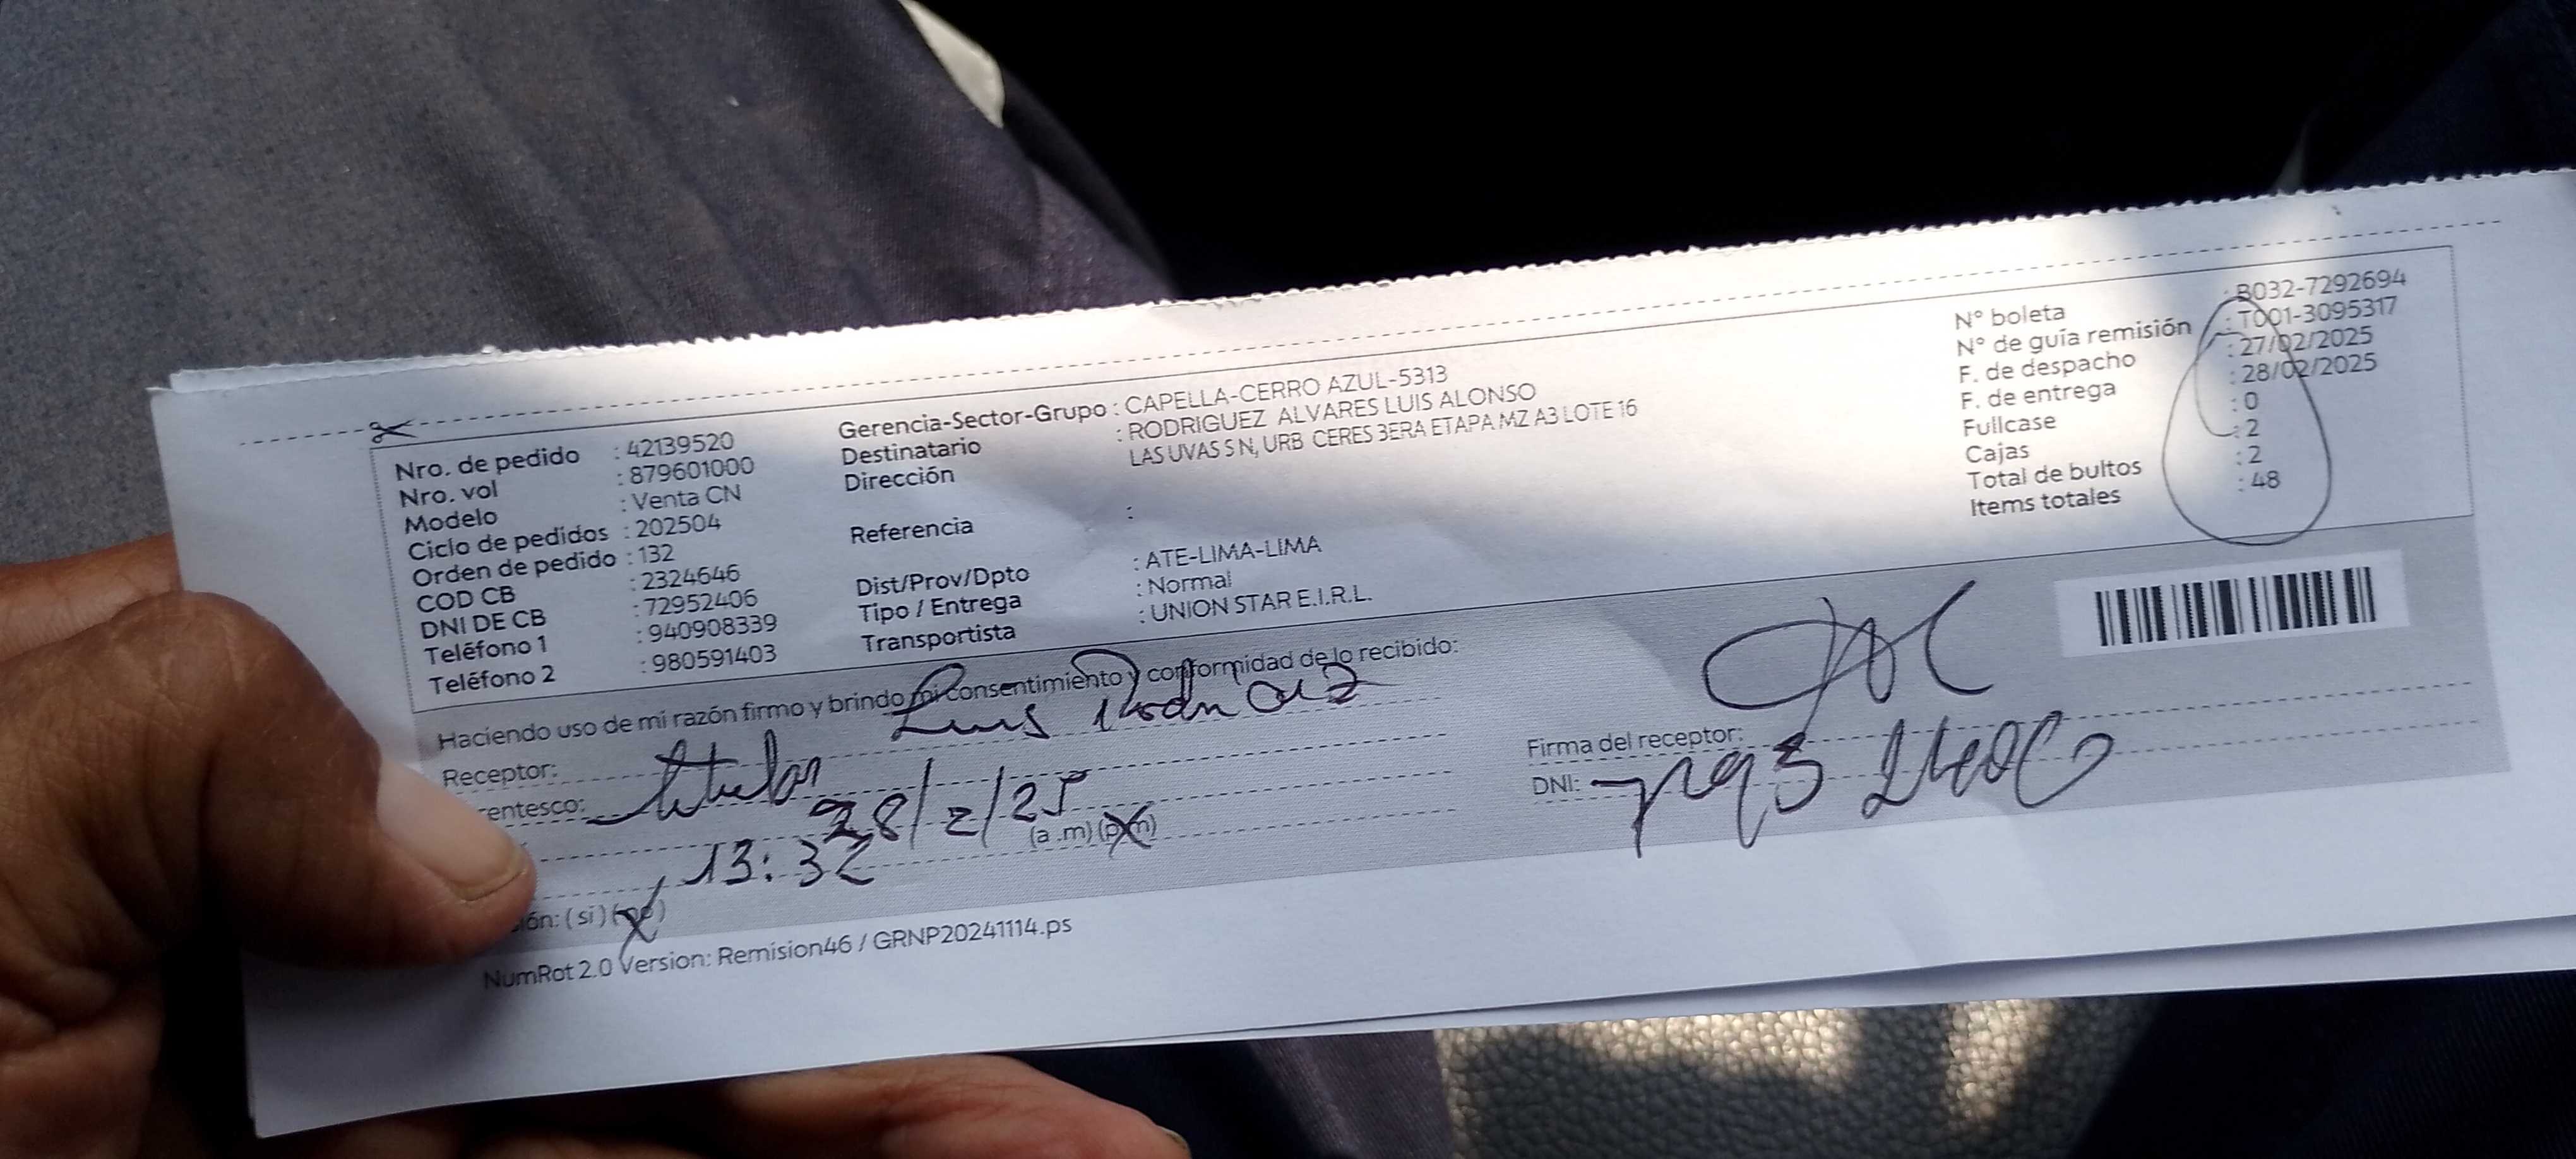 Nro. de pedido : 42139520
Nro. vol : 879601000
Modelo : Venta CN
Ciclo de pedidos : 202504
Orden de pedido : 132
COD CB : 2324646
DNI DE CB : 72952406
Teléfono 1 : 940908339
Teléfono 2 : 980591403
Gerencia-Sector-Grupo : CAPELLA-CERRO AZUL-5313
Destinatario : RODRIGUEZ ALVARES LUIS ALONSO
Dirección LAS UVAS S N, URB CERES 3ERA ETAPA MZ A3 LOTE 16
Referencia :
Dist/Prov/Dpto : ATE-LIMA-LIMA
Tipo / Entrega : Normal
Transportista : UNION STAR E.I.R.L.
N° boleta : B032-7292694
N° de guía remisión : T001-3095317
F. de despacho : 27/02/2025
F. de entrega : 28/02/2025
Fullcase : 0
Cajas : 2
Total de bultos : 2
Items totales : 48
Haciendo uso de mi razón firmo y brindo mi consentimiento y conformidad de lo recibido:
Receptor: Luis
entesco: titular
28/2/25
13:32 (a .m) (p.m)
ión: (si) (no)
Firma del receptor:
DNI:
NumRot 2.0 Version: Remision46 / GRNP20241114.ps